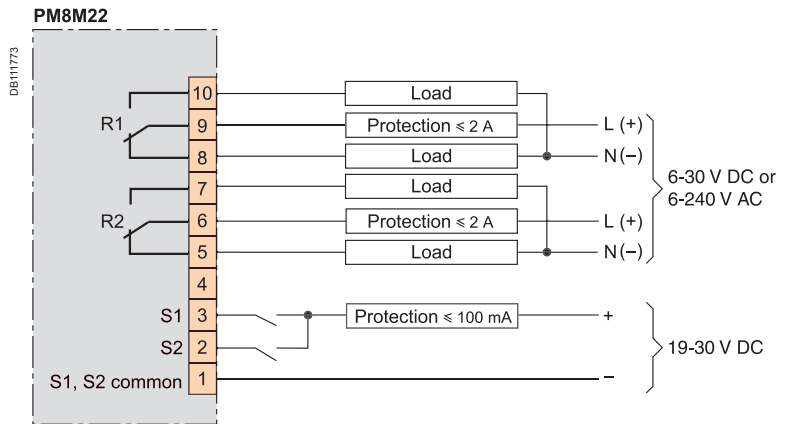 PM8M22
DB111773
10 Load
R1 9 Protection ≤ 2 A L (+)
8 Load N (−)
7 Load
6-30 V DC or
6-240 V AC
R2 6 Protection ≤ 2 A L (+)
5 Load N (−)
4
S1 3 Protection ≤ 100 mA +
S2 2 19-30 V DC
S1, S2 common 1 −